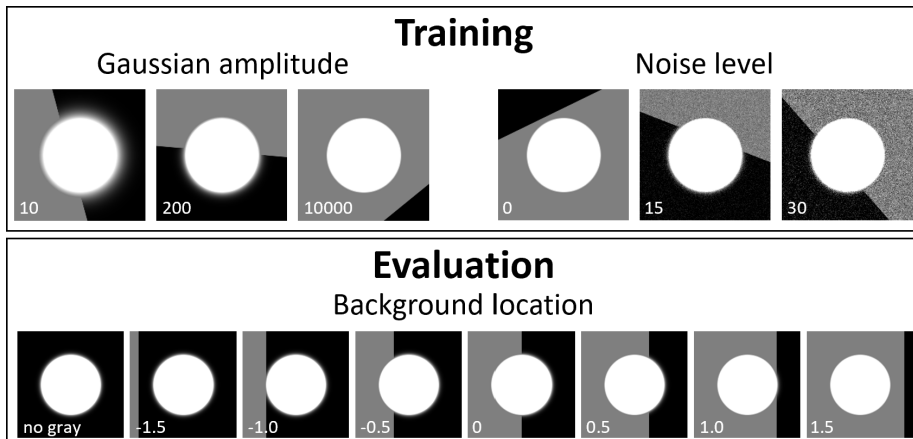 Training
Gaussian amplitude
Noise level
10
200
10000
0
15
30
Evaluation
Background location
no gray
-1.5
-1.0
-0.5
0
0.5
1.0
1.5